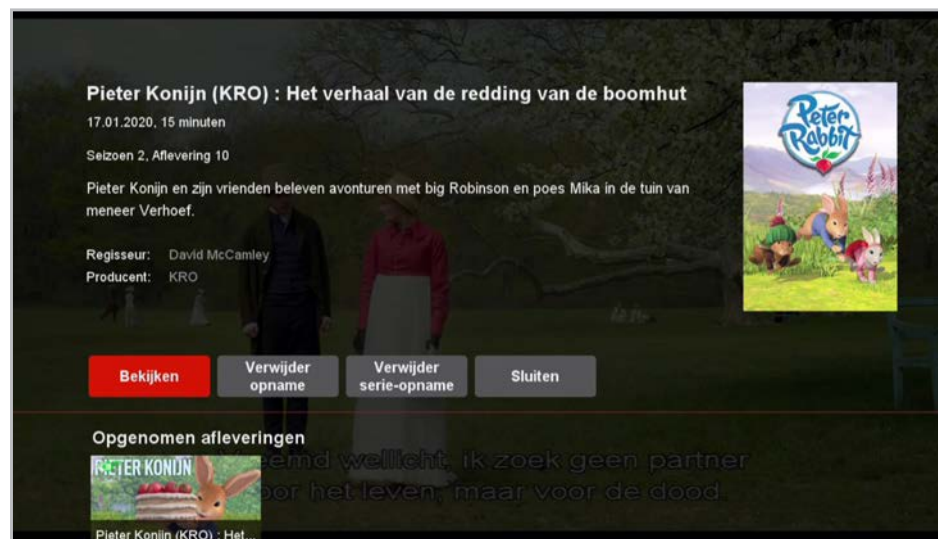 Pieter Konijn (KRO) : Het verhaal van de redding van de boomhut
17.01.2020, 15 minuten
Seizoen 2, Aflevering 10
Pieter Konijn en zijn vrienden beleven avonturen met big Robinson en poes Mika in de tuin van
meneer Verhoef.
Regisseur: David McCamley
Producent: KRO
Peter
Rabbit
Bekijken
Verwijder
opname
Verwijder
serie-opname
Sluiten
Opgenomen afleveringen
PIETER KONIJN
wellicht, ik zoek geen partner
het leven, maar voor de dood.
Pieter Konijn (KRO) : Het...